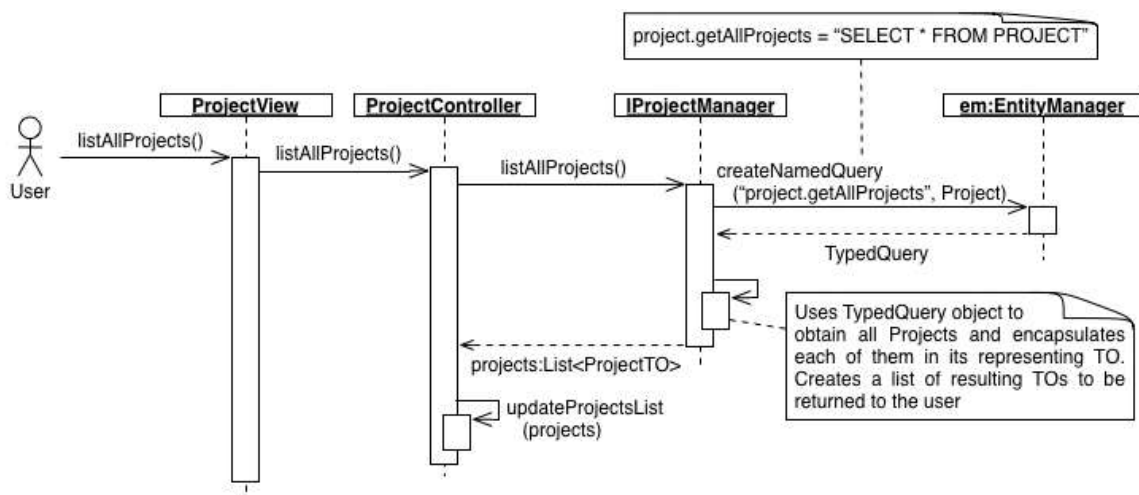 project.getAllProjects = “SELECT * FROM PROJECT”
ProjectView
ProjectController
IProjectManager
em:EntityManager
User
listAllProjects()
listAllProjects()
listAllProjects()
createNamedQuery
(“project.getAllProjects”, Project)
TypedQuery
Uses TypedQuery object to
obtain all Projects and encapsulates
each of them in its representing TO.
Creates a list of resulting TOs to be
returned to the user
projects:List<ProjectTO>
updateProjectsList
(projects)